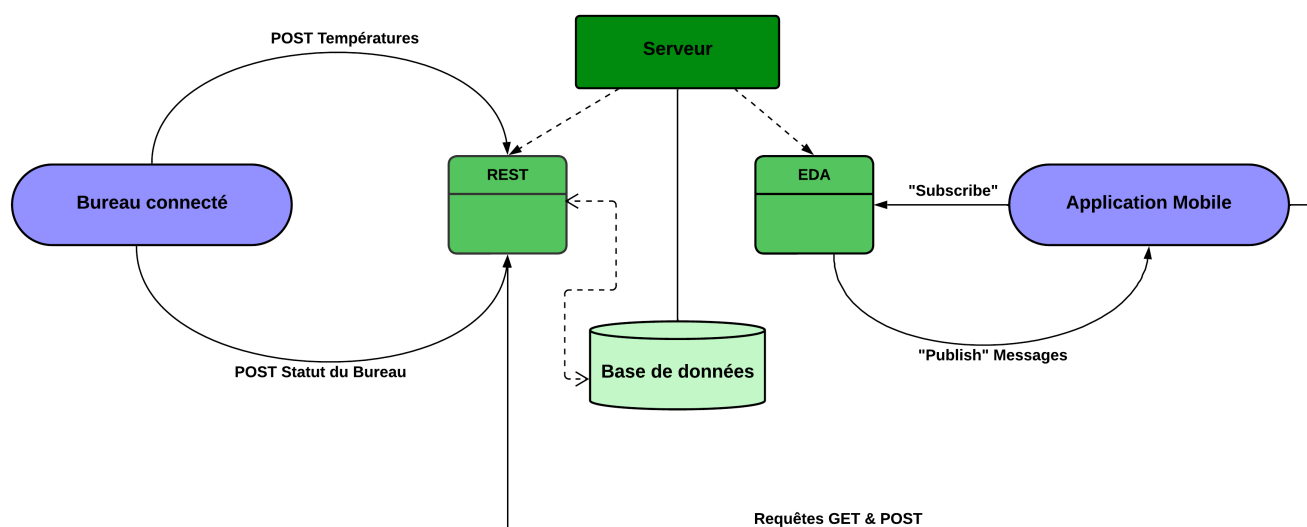 POST Températures
Serveur
REST
EDA
"Subscribe"
Bureau connecté
Application Mobile
"Publish" Messages
POST Statut du Bureau
Base de données
Requêtes GET & POST